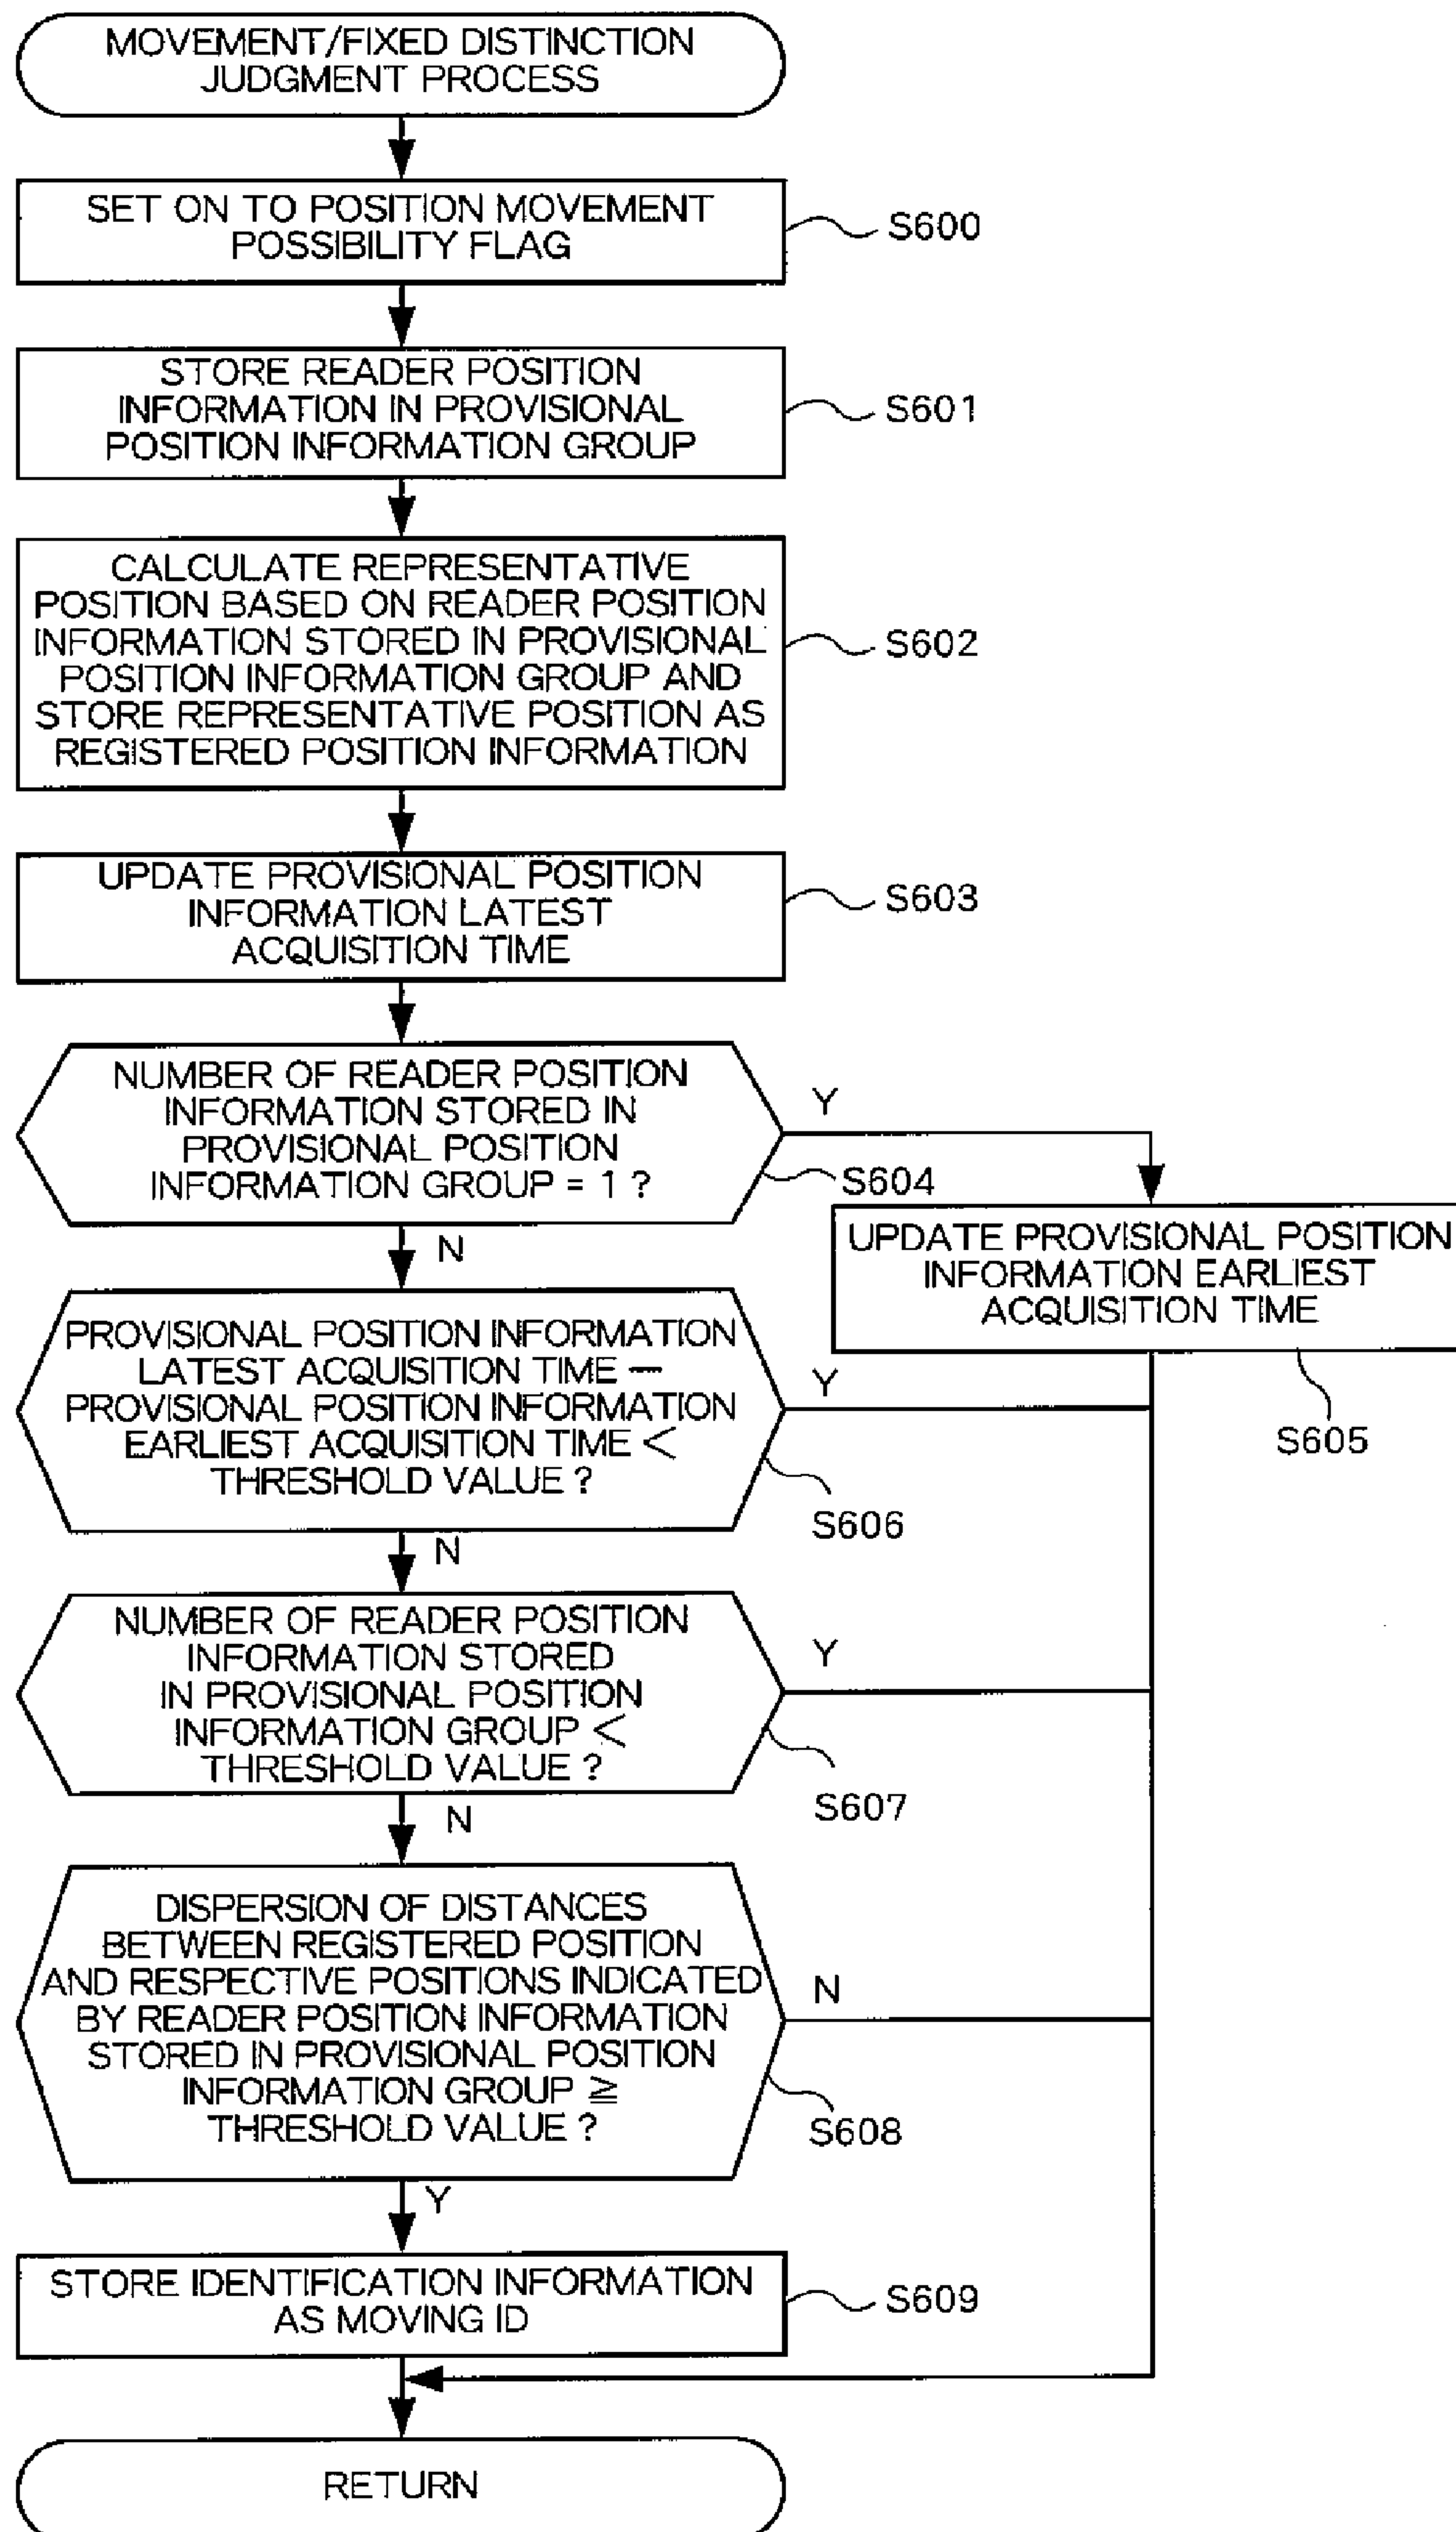 MOVEMENT/FIXED DISTINCTION
JUDGMENT PROCESS
SET ON TO POSITION MOVEMENT
POSSIBILITY FLAG
S600
STORE READER POSITION
INFORMATION IN PROVISIONAL
POSITION INFORMATION GROUP
S601
CALCULATE REPRESENTATIVE
POSITION BASED ON READER POSITION
INFORMATION STORED IN PROVISIONAL
POSITION INFORMATION GROUP AND
STORE REPRESENTATIVE POSITION AS
REGISTERED POSITION INFORMATION
S602
UPDATE PROVISIONAL POSITION
INFORMATION LATEST
ACQUISITION TIME
S603
NUMBER OF READER POSITION
INFORMATION STORED IN
PROVISIONAL POSITION
INFORMATION GROUP = 1 ?
Y
S604
N
UPDATE PROVISIONAL POSITION
INFORMATION EARLIEST
ACQUISITION TIME
S605
PROVISIONAL POSITION INFORMATION
LATEST ACQUISITION TIME −
PROVISIONAL POSITION INFORMATION
EARLIEST ACQUISITION TIME <
THRESHOLD VALUE ?
Y
S606
N
NUMBER OF READER POSITION
INFORMATION STORED
IN PROVISIONAL POSITION
INFORMATION GROUP <
THRESHOLD VALUE ?
Y
S607
N
DISPERSION OF DISTANCES
BETWEEN REGISTERED POSITION
AND RESPECTIVE POSITIONS INDICATED
BY READER POSITION INFORMATION
STORED IN PROVISIONAL POSITION
INFORMATION GROUP ≧
THRESHOLD VALUE ?
N
S608
Y
STORE IDENTIFICATION INFORMATION
AS MOVING ID
S609
RETURN